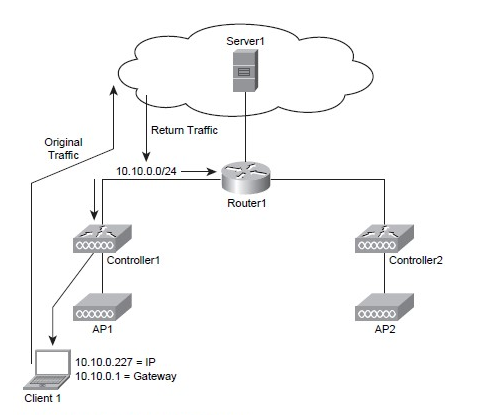 Server1
Original
Traffic
Return Traffic
10.10.0.0/24
Router1
Controller1
Controller2
AP1
AP2
10.10.0.227 = IP
10.10.0.1 = Gateway
Client 1